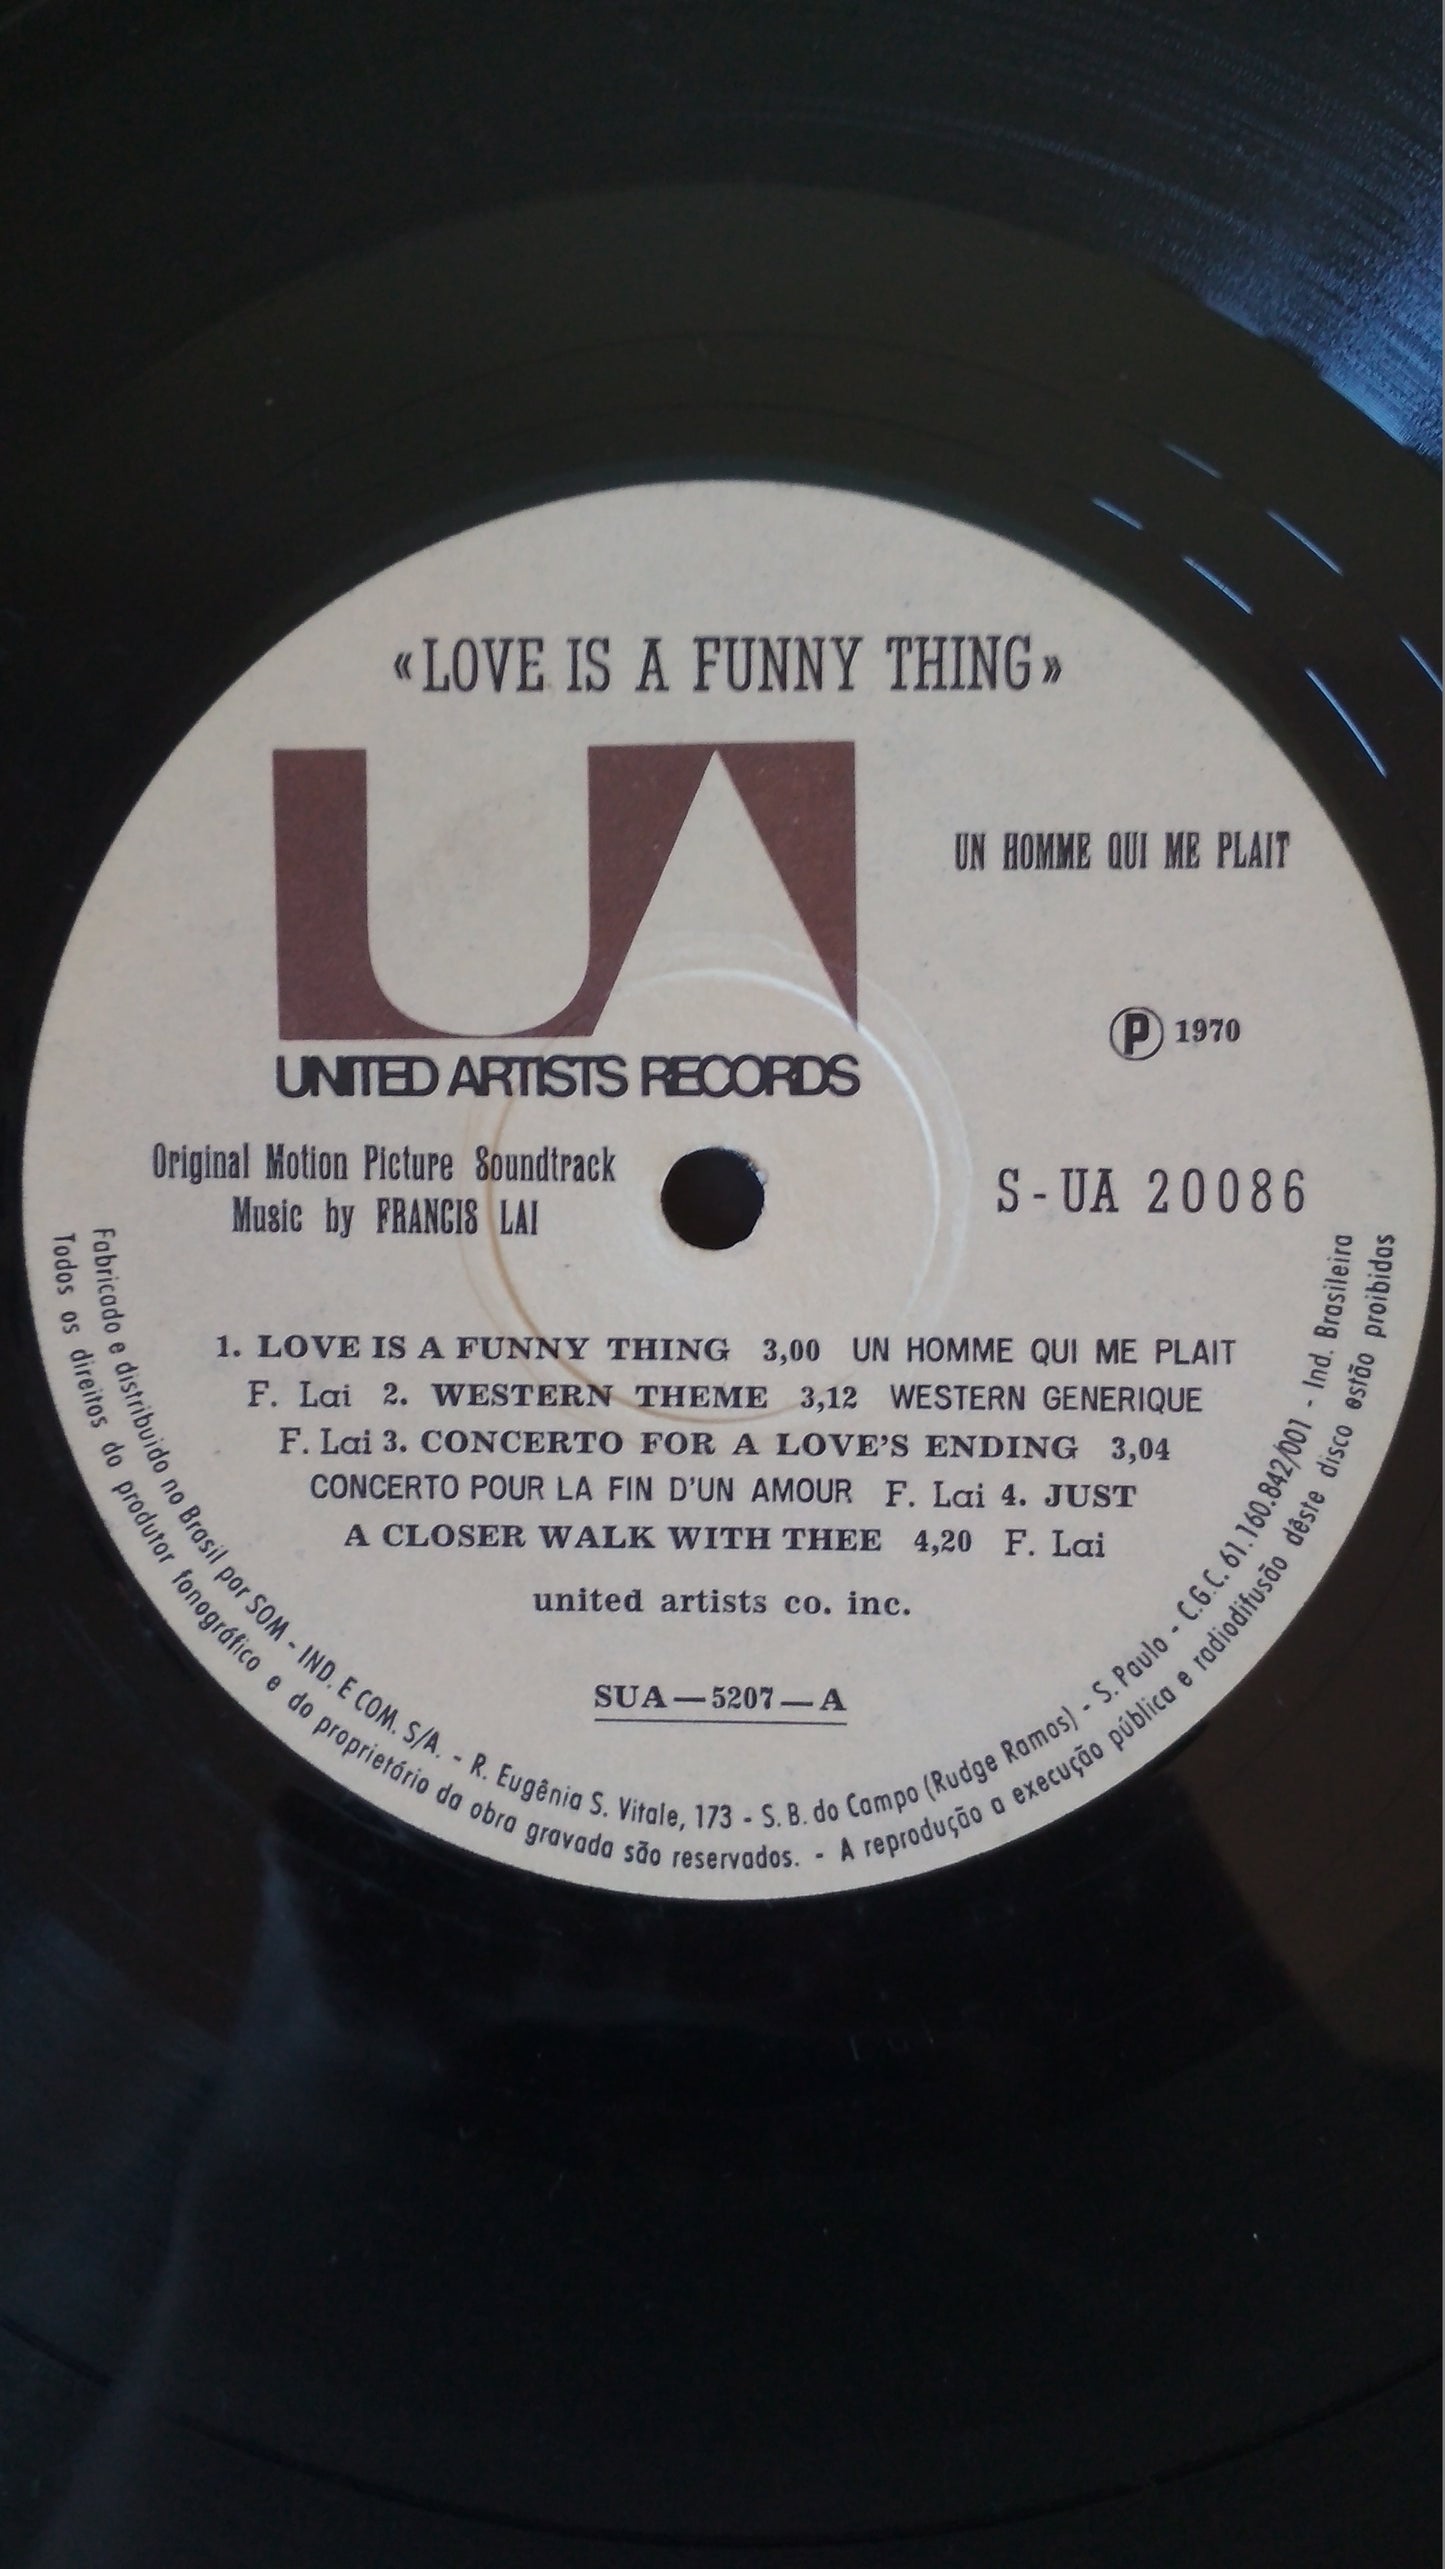 «LOVE IS A FUNNY THING»
UA
UN HOMME QUI ME PLAIT
Ⓟ 1970
UNITED ARTISTS RECORDS
Original Motion Picture Soundtrack
Music by FRANCIS LAI
S-UA 20086
1. LOVE IS A FUNNY THING 3,00 UN HOMME QUI ME PLAIT
F. Lai 2. WESTERN THEME 3,12 WESTERN GENERIQUE
F. Lai 3. CONCERTO FOR A LOVE'S ENDING 3,04
CONCERTO POUR LA FIN D'UN AMOUR F. Lai 4. JUST
A CLOSER WALK WITH THEE 4,20 F. Lai
united artists co. inc.
SUA—5207—A
Fabricado e distribuido no Brasil por SOM - IND. E COM. S/A. - R. Eugênia S. Vitale, 173 - S. B. do Campo (Rudge Ramos) - S. Paulo - C.G.C. 61.160.842/001 - Ind. Brasileira
Todos os direitos do produtor fonográfico e do proprietário da obra gravada são reservados. - A reprodução a execução pública e radiodifusão dêste disco estão proibidas